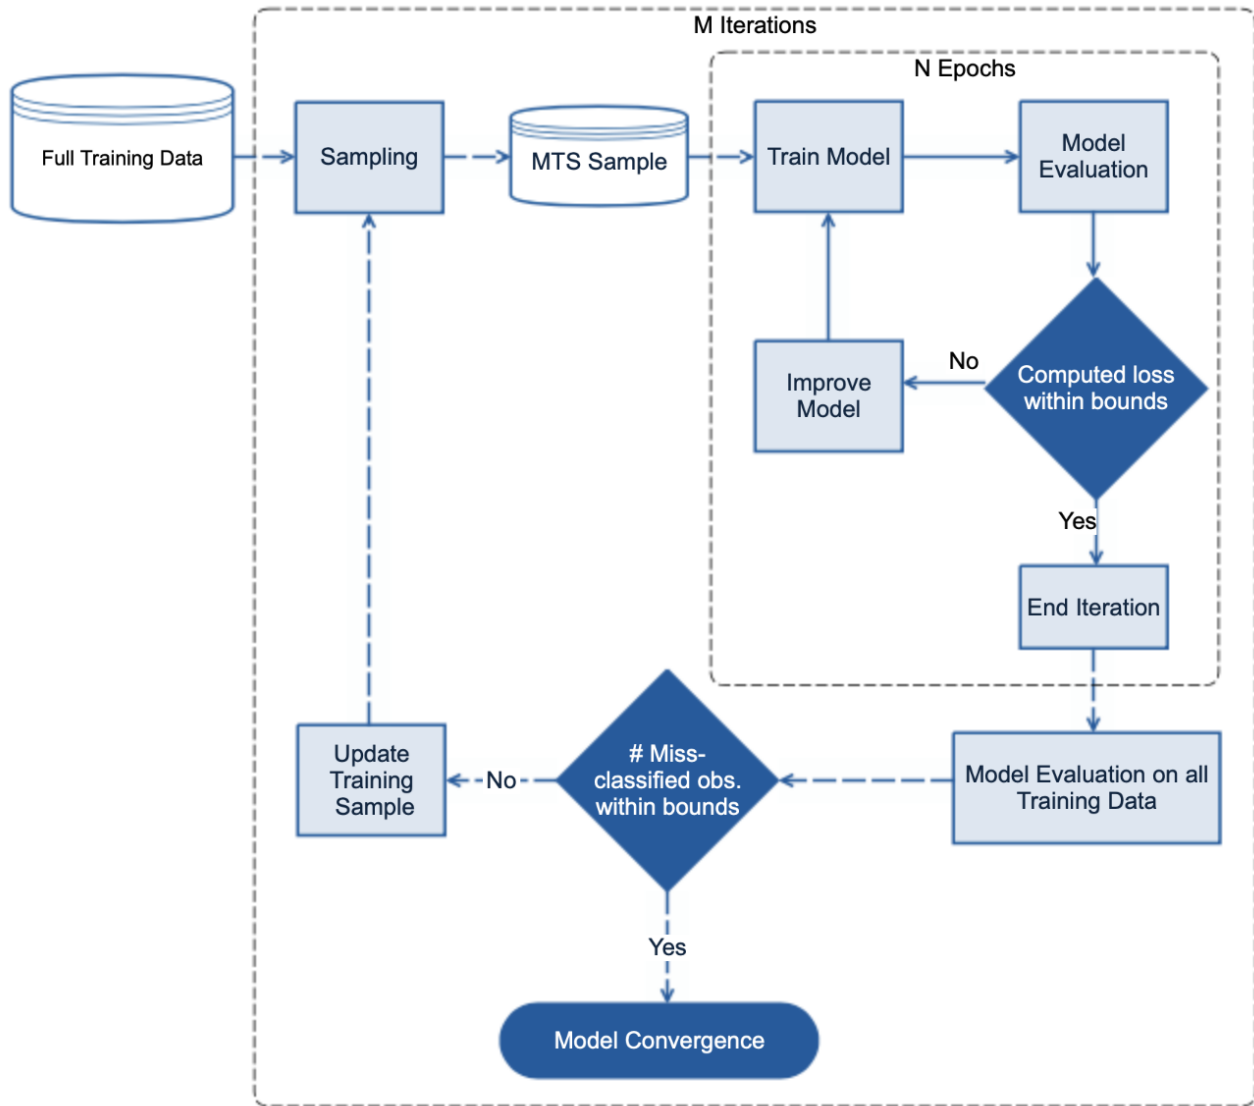 M Iterations
N Epochs
Full Training Data
Sampling
MTS Sample
Train Model
Model
Evaluation
Improve
Model
No
Computed loss
within bounds
Yes
End Iteration
Update
Training
Sample
No
# Miss-
classified obs.
within bounds
Model Evaluation on all
Training Data
Yes
Model Convergence